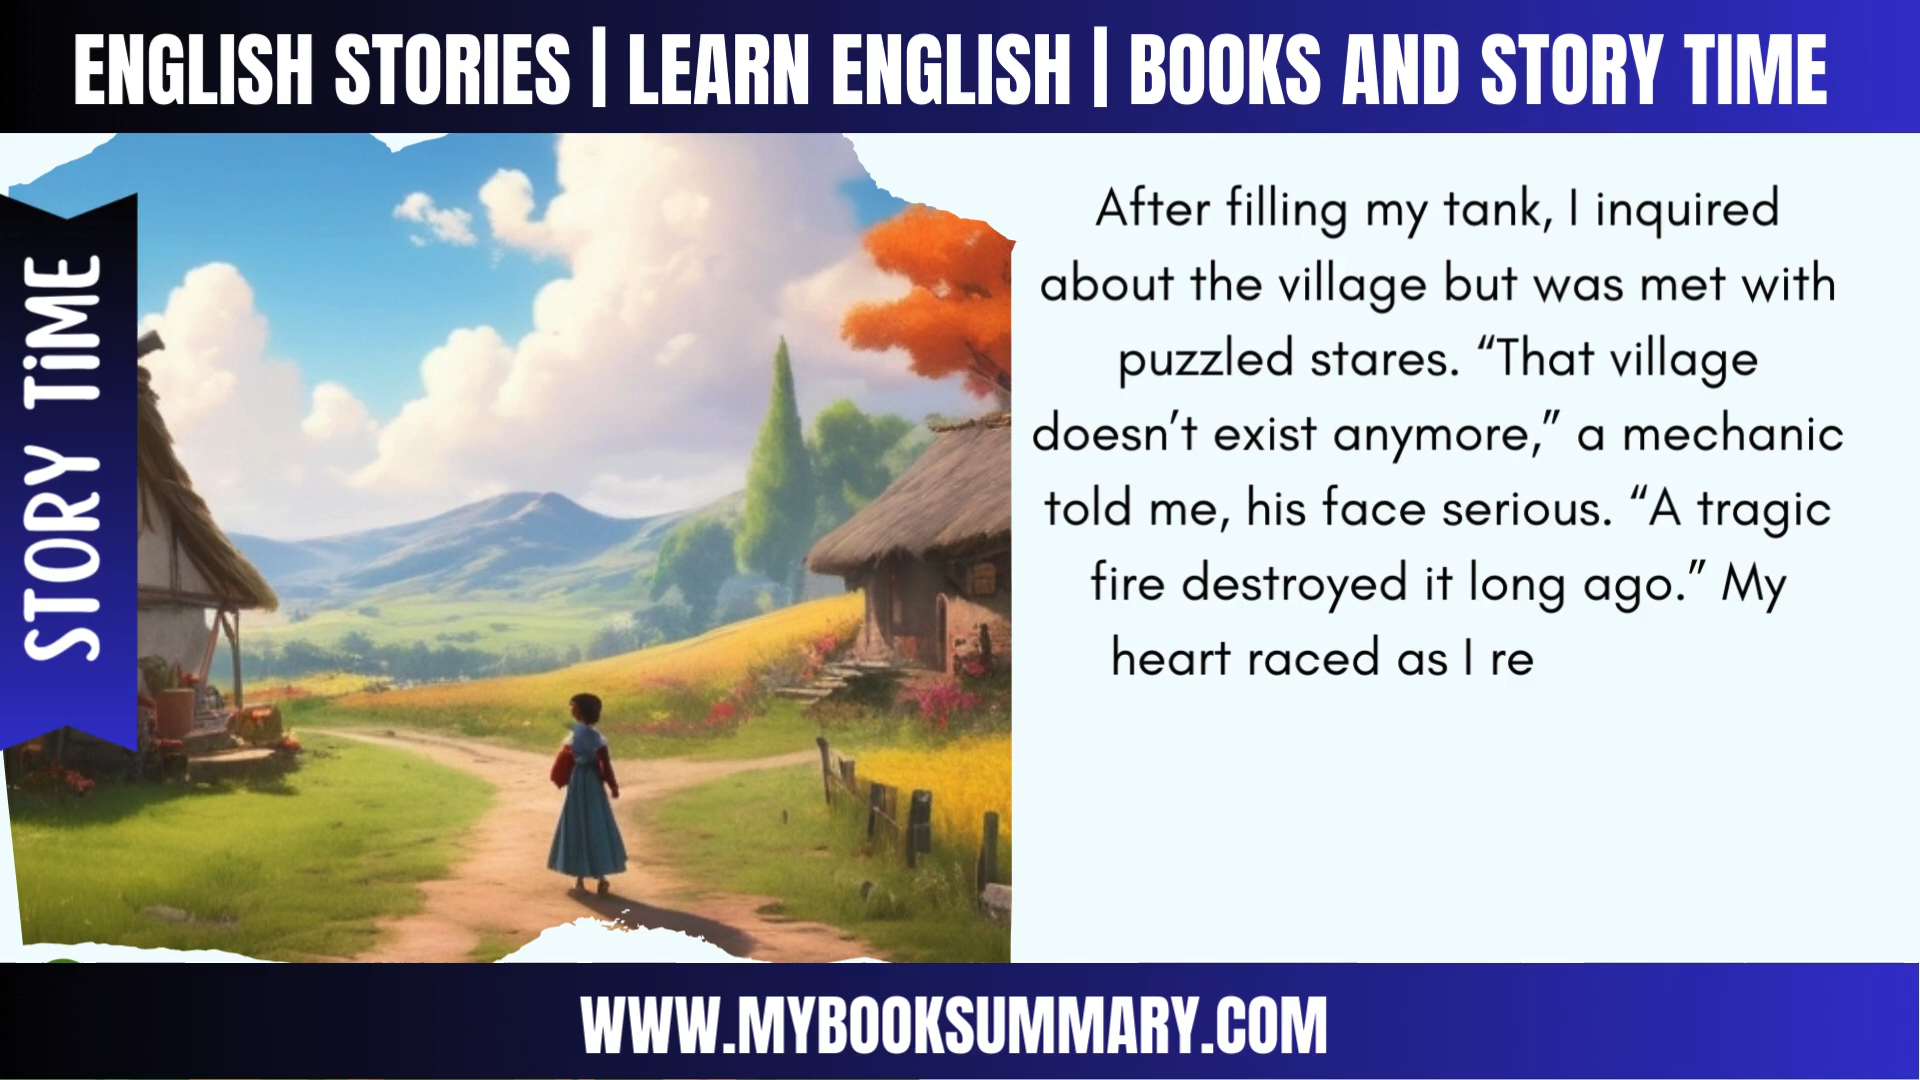 ENGLISH STORIES | LEARN ENGLISH | BOOKS AND STORY TIME
STORY TiME
After filling my tank, I inquired
about the village but was met with
puzzled stares. “That village
doesn’t exist anymore,” a mechanic
told me, his face serious. “A tragic
fire destroyed it long ago.” My
heart raced as I re
WWW.MYBOOKSUMMARY.COM